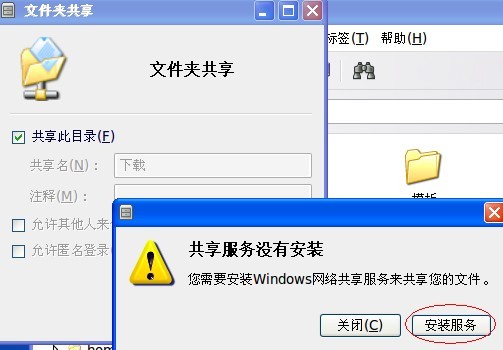 文件夹共享
标签(T) 帮助(H)
文件夹共享
共享此目录(F)
共享名(N)：
下载
注释(M)：
模板
允许其他人来
允许匿名登录
共享服务没有安装
您需要安装Windows网络共享服务来共享您的文件。
关闭(C)
安装服务
hom